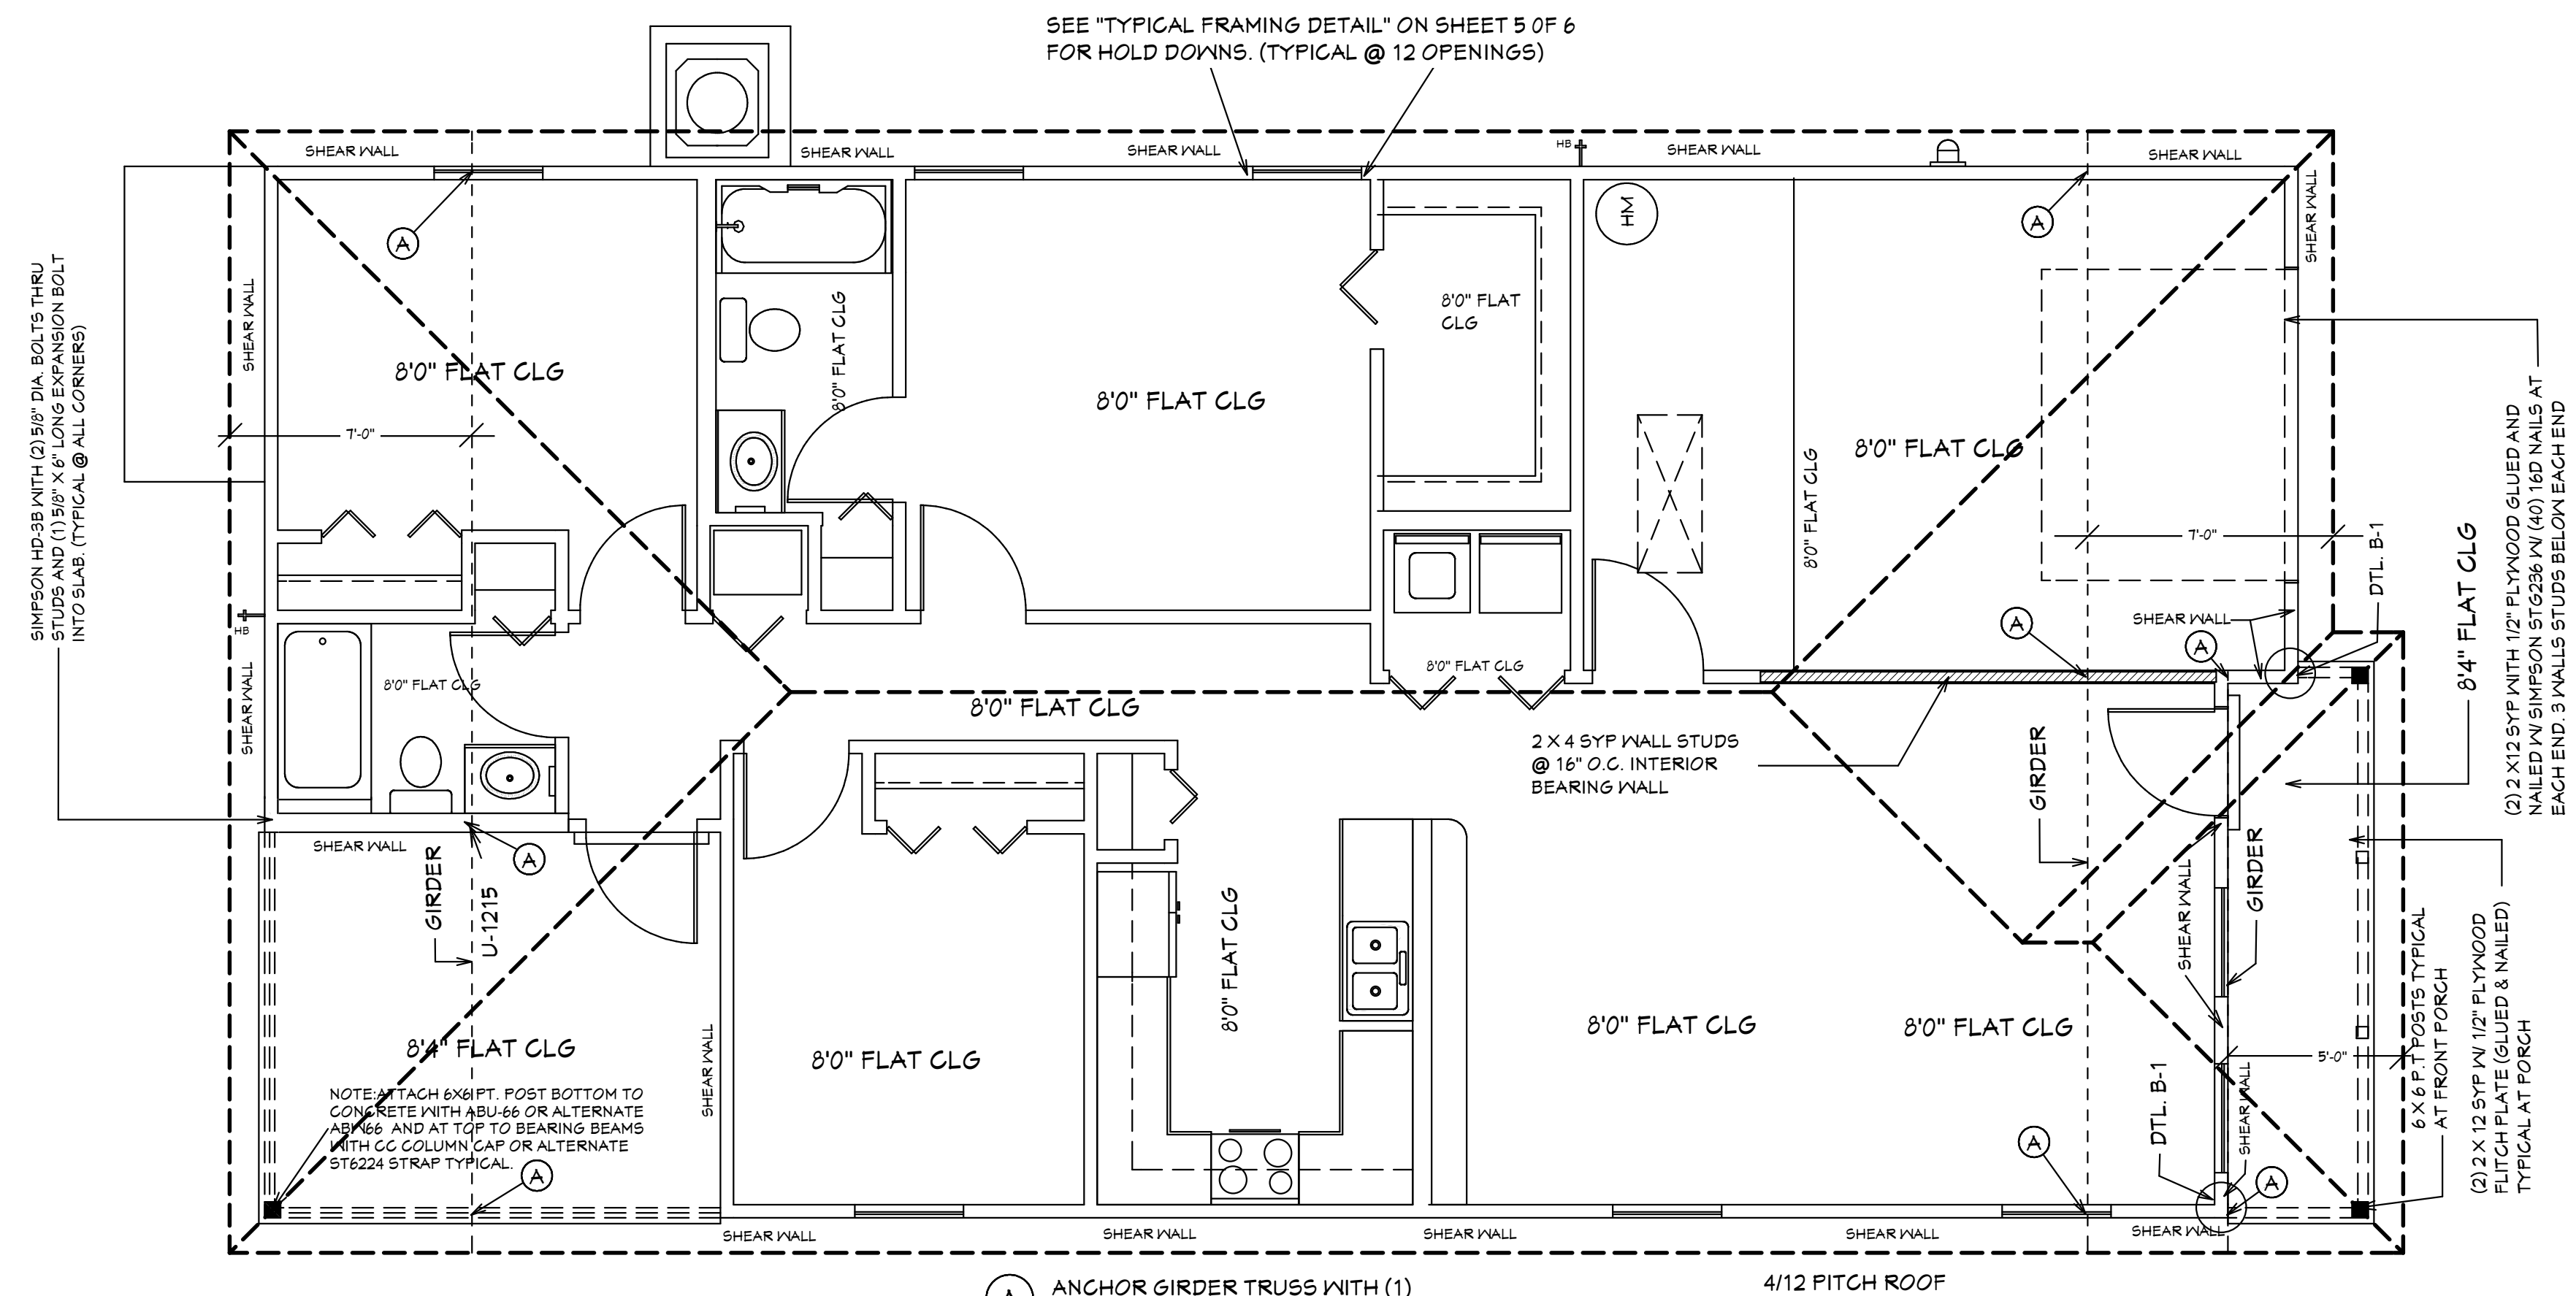 SEE "TYPICAL FRAMING DETAIL" ON SHEET 5 OF 6
FOR HOLD DOWNS. (TYPICAL @ 12 OPENINGS)
SHEAR WALL
SHEAR WALL
SHEAR WALL
HB
SHEAR WALL
SHEAR WALL
SHEAR WALL
SIMPSON HD-3B WITH (2) 5/8" DIA. BOLTS THRU
STUDS AND (1) 5/8" X 6" LONG EXPANSION BOLT
INTO SLAB. (TYPICAL @ ALL CORNERS)
SHEAR WALL
A
8'0" FLAT CLG
7'-0"
8'0" FLAT CLG
8'0" FLAT CLG
8'0" FLAT
CLG
HM
A
8'0" FLAT CLG
8'0" FLAT CLG
7'-0"
(2) 2 X12 SYP WITH 1/2" PLYWOOD GLUED AND
NAILED W/ SIMPSON STG236 W/ (40) 16D NAILS AT
EACH END. 3 WALLS STUDS BELOW EACH END
8'4" FLAT CLG
DTL. B-1
SHEAR WALL
A
A
HB
SHEAR WALL
8'0" FLAT CLG
8'0" FLAT CLG
8'0" FLAT CLG
2 X 4 SYP WALL STUDS
@ 16" O.C. INTERIOR
BEARING WALL
GIRDER
SHEAR WALL
A
GIRDER
U-1215
SHEAR WALL
GIRDER
8'4" FLAT CLG
NOTE:ATTACH 6X6 PT. POST BOTTOM TO
CONCRETE WITH ABU-66 OR ALTERNATE
ABW66 AND AT TOP TO BEARING BEAMS
WITH CC COLUMN CAP OR ALTERNATE
ST6224 STRAP TYPICAL.
A
SHEAR WALL
8'0" FLAT CLG
8'0" FLAT CLG
8'0" FLAT CLG
8'0" FLAT CLG
5'-0"
6 X 6 P.T POSTS TYPICAL
AT FRONT PORCH
(2) 2 X 12 SYP W/ 1/2" PLYWOOD
FLITCH PLATE (GLUED & NAILED)
TYPICAL AT PORCH
DTL. B-1
SHEAR WALL
A
A
SHEAR WALL
SHEAR WALL
SHEAR WALL
SHEAR WALL
SHEAR WALL
A
ANCHOR GIRDER TRUSS WITH (1)
4/12 PITCH ROOF